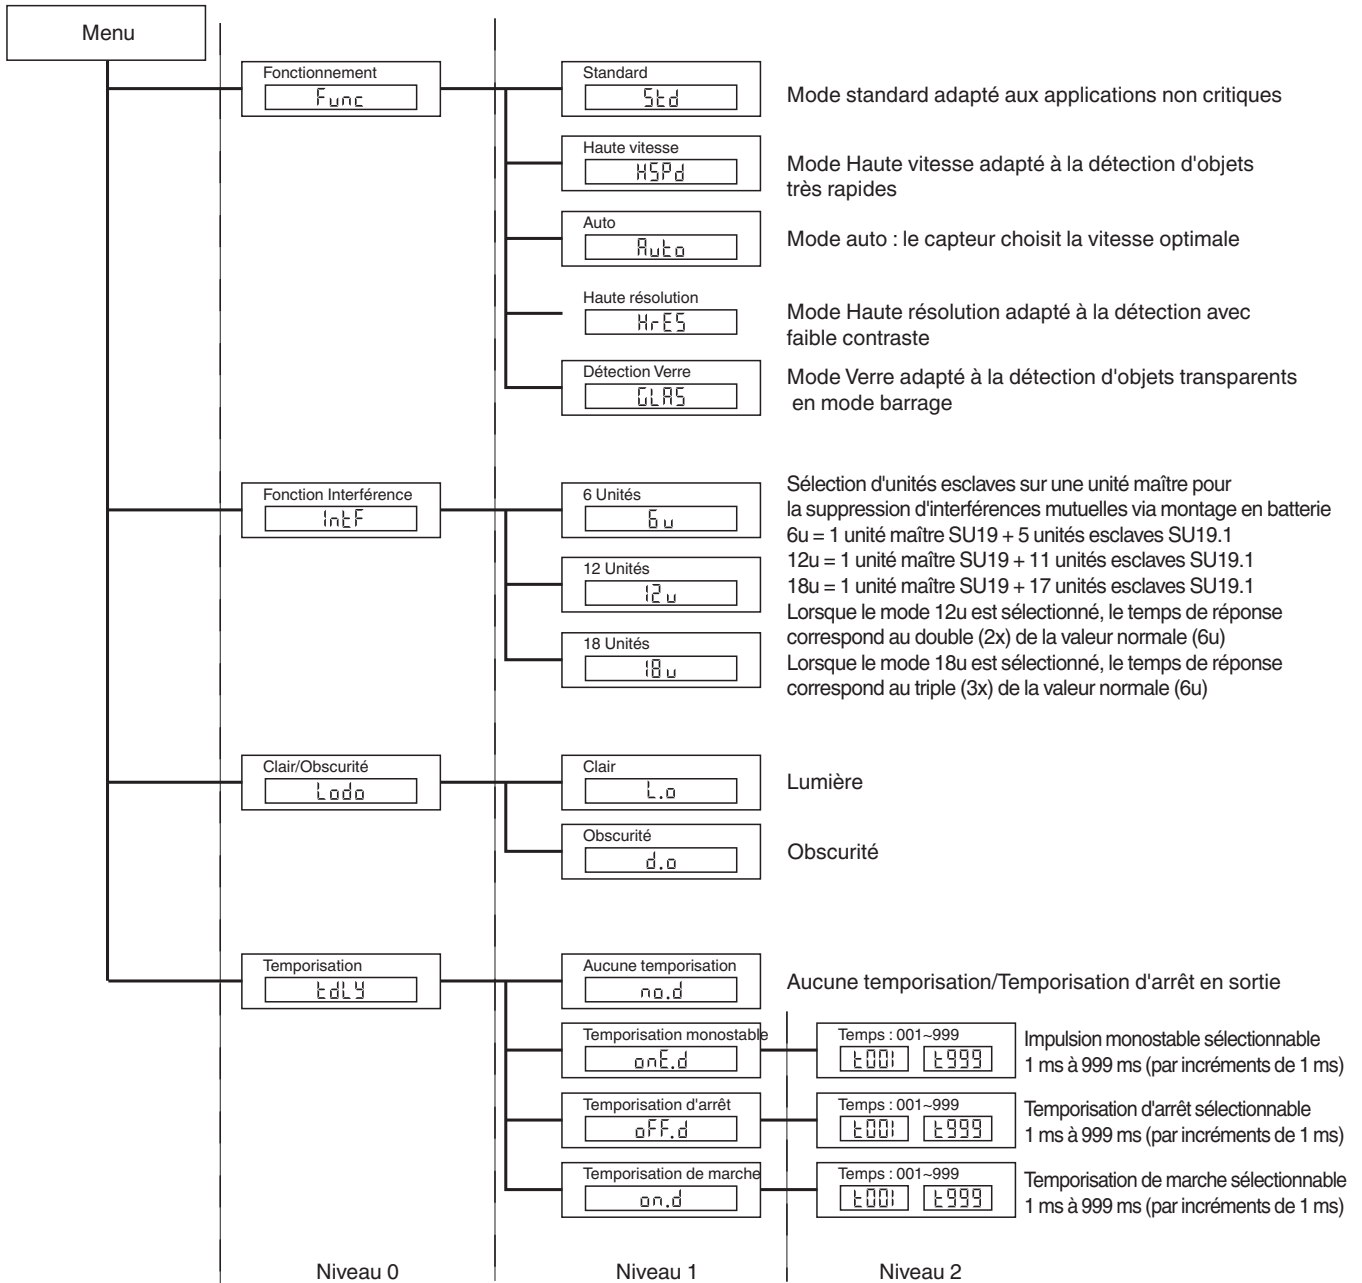 Menu
Fonctionnement
Func
Standard
Std
Mode standard adapté aux applications non critiques
Haute vitesse
HSPd
Mode Haute vitesse adapté à la détection d'objets
très rapides
Auto
Auto
Mode auto : le capteur choisit la vitesse optimale
Haute résolution
HrES
Mode Haute résolution adapté à la détection avec
faible contraste
Détection Verre
GLAS
Mode Verre adapté à la détection d'objets transparents
en mode barrage
Fonction Interférence
IntF
6 Unités
6u
12 Unités
12u
18 Unités
18u
Sélection d'unités esclaves sur une unité maître pour
la suppression d'interférences mutuelles via montage en batterie
6u = 1 unité maître SU19 + 5 unités esclaves SU19.1
12u = 1 unité maître SU19 + 11 unités esclaves SU19.1
18u = 1 unité maître SU19 + 17 unités esclaves SU19.1
Lorsque le mode 12u est sélectionné, le temps de réponse
correspond au double (2x) de la valeur normale (6u)
Lorsque le mode 18u est sélectionné, le temps de réponse
correspond au triple (3x) de la valeur normale (6u)
Clair/Obscurité
Lodo
Clair
L.o
Lumière
Obscurité
d.o
Obscurité
Temporisation
tdLY
Aucune temporisation
no.d
Aucune temporisation/Temporisation d'arrêt en sortie
Temporisation monostable
onE.d
Temps : 001~999
t001 t999
Impulsion monostable sélectionnable
1 ms à 999 ms (par incréments de 1 ms)
Temporisation d'arrêt
oFF.d
Temps : 001~999
t001 t999
Temporisation d'arrêt sélectionnable
1 ms à 999 ms (par incréments de 1 ms)
Temporisation de marche
on.d
Temps : 001~999
t001 t999
Temporisation de marche sélectionnable
1 ms à 999 ms (par incréments de 1 ms)
Niveau 0
Niveau 1
Niveau 2